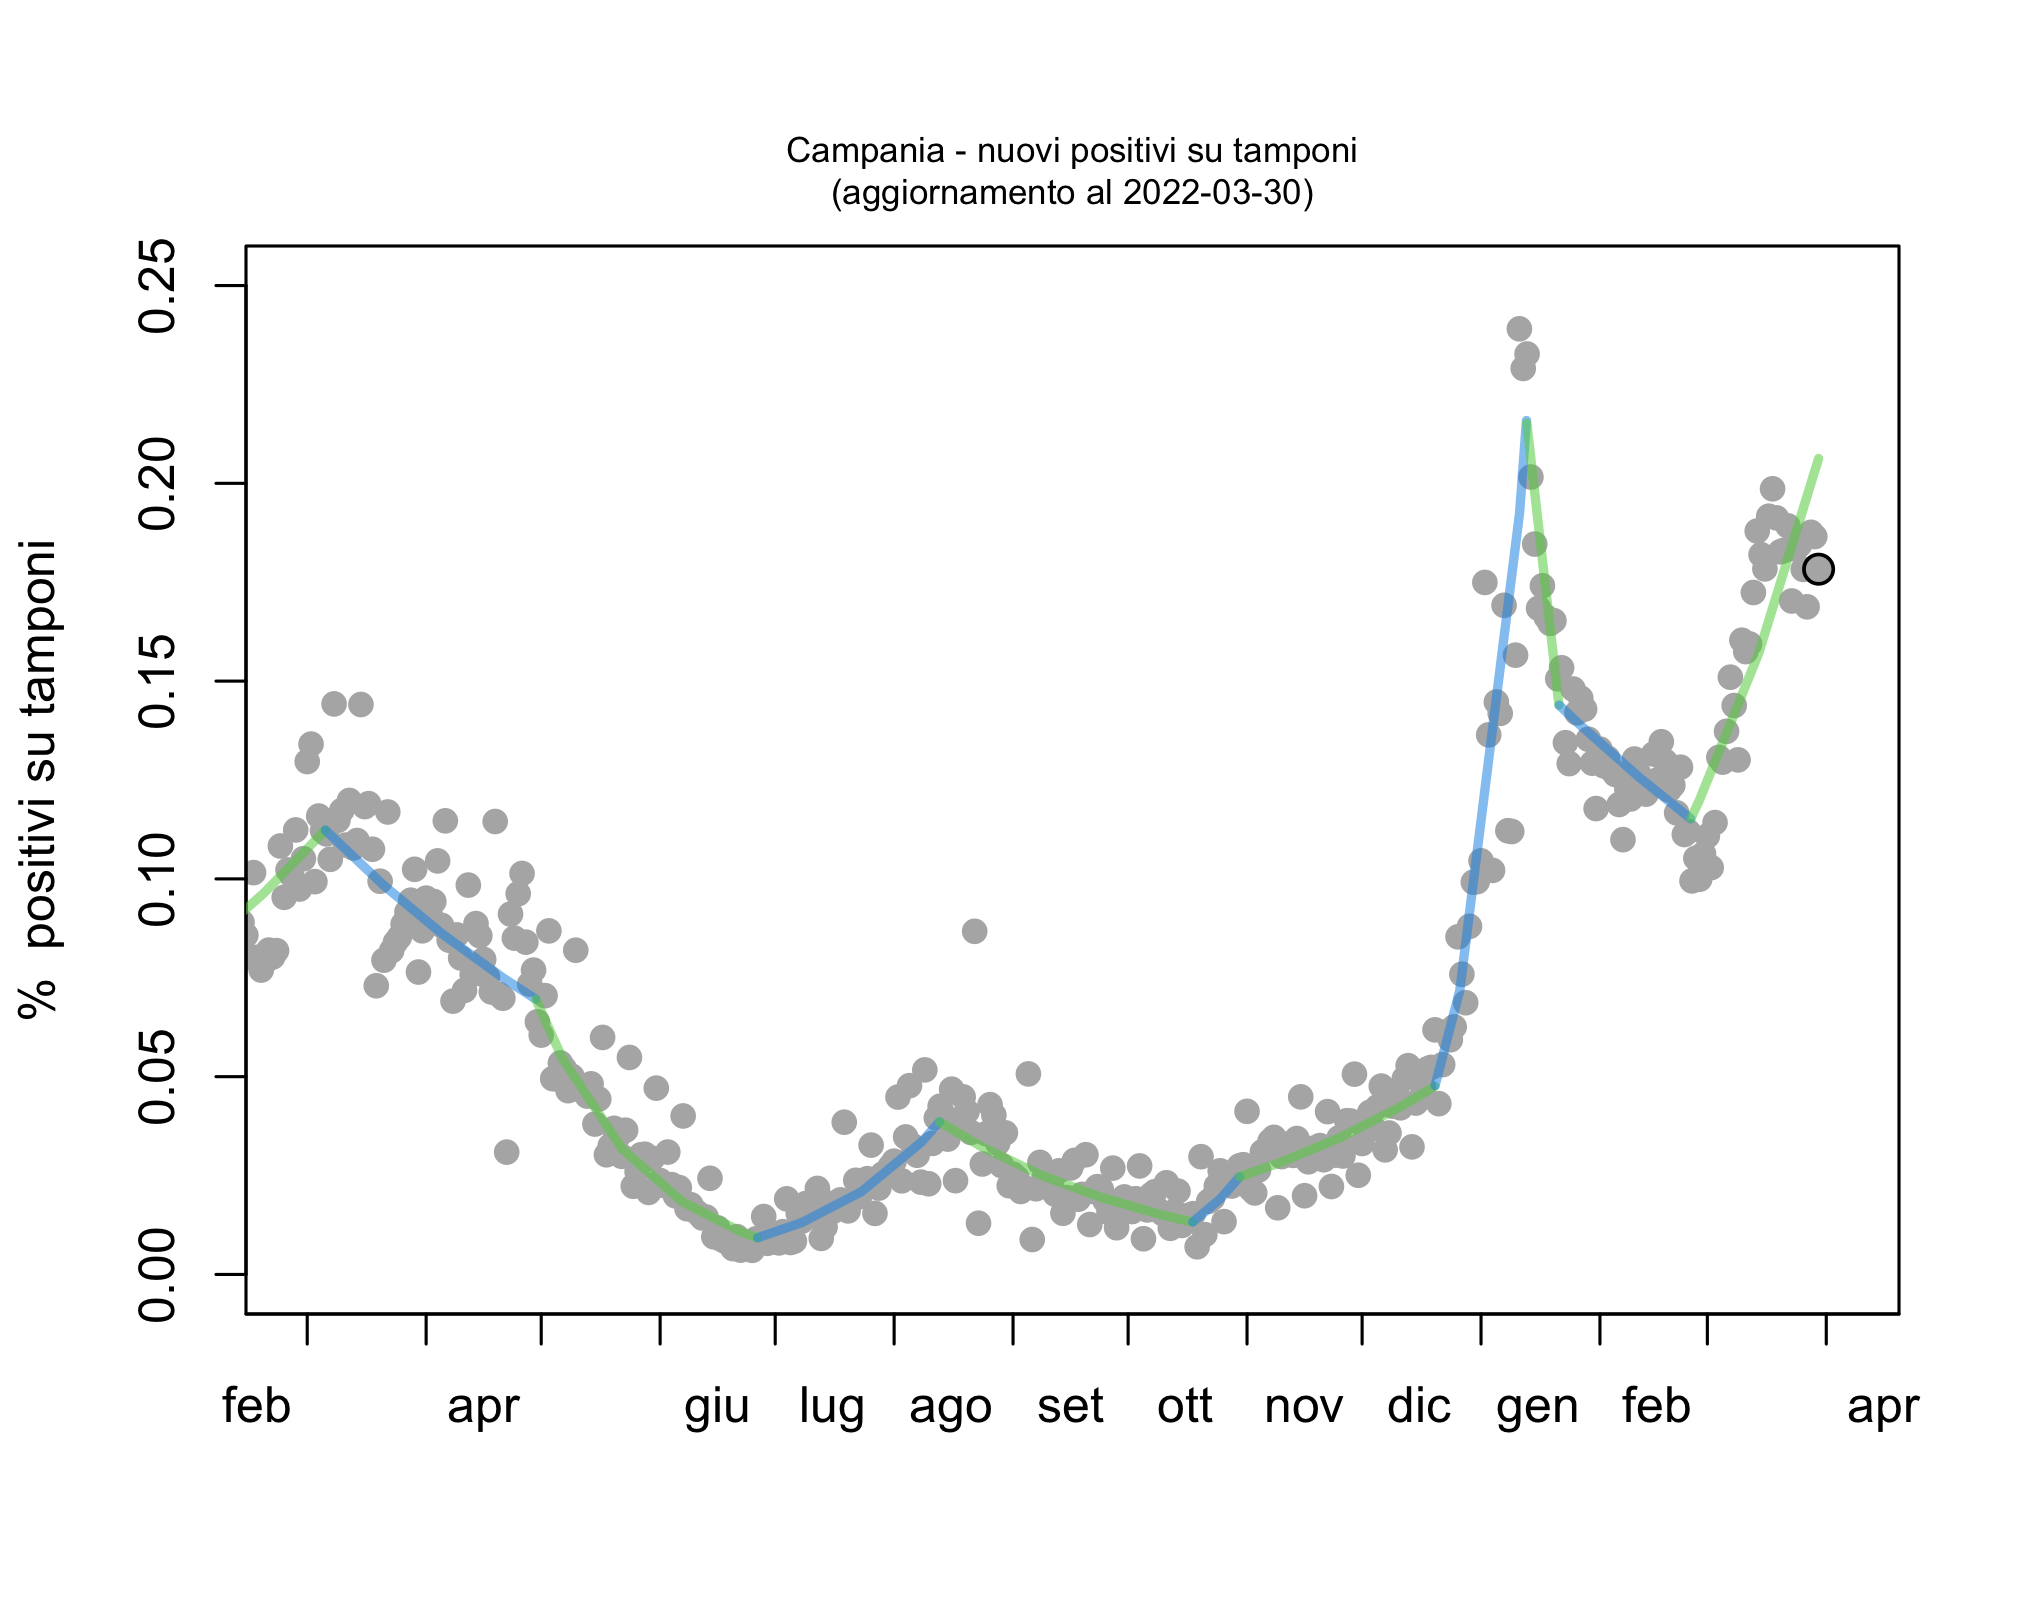 Campania - nuovi positivi su tamponi
(aggiornamento al 2022-03-30)
% positivi su tamponi
0.25
0.20
0.15
0.10
0.05
0.00
feb apr giu lug ago set ott nov dic gen feb apr